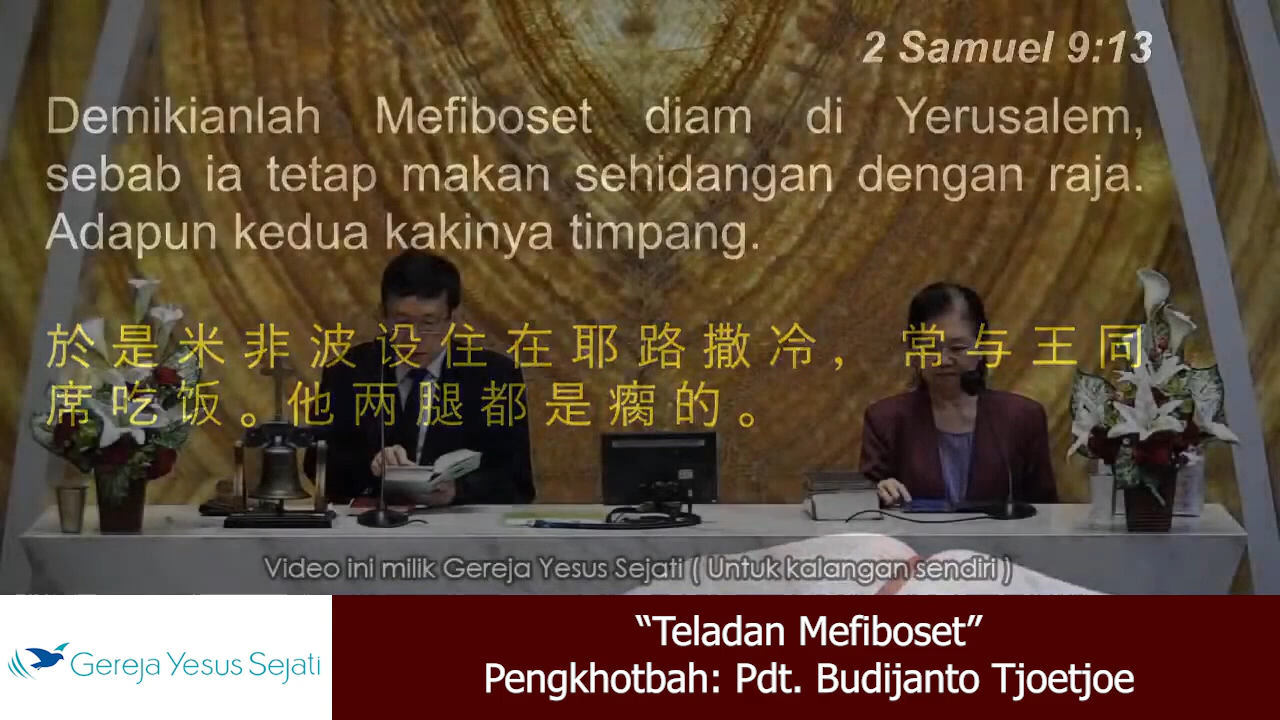 2 Samuel 9:13
Demikianlah Mefiboset diam di Yerusalem,
sebab ia tetap makan sehidangan dengan raja.
Adapun kedua kakinya timpang.
於是米非波设住在耶路撒冷，常与王同
席吃饭。他两腿都是瘸的。
Video ini milik Gereja Yesus Sejati ( Untuk kalangan sendiri )
Gereja Yesus Sejati
“Teladan Mefiboset”
Pengkhotbah: Pdt. Budijanto Tjoetjoe